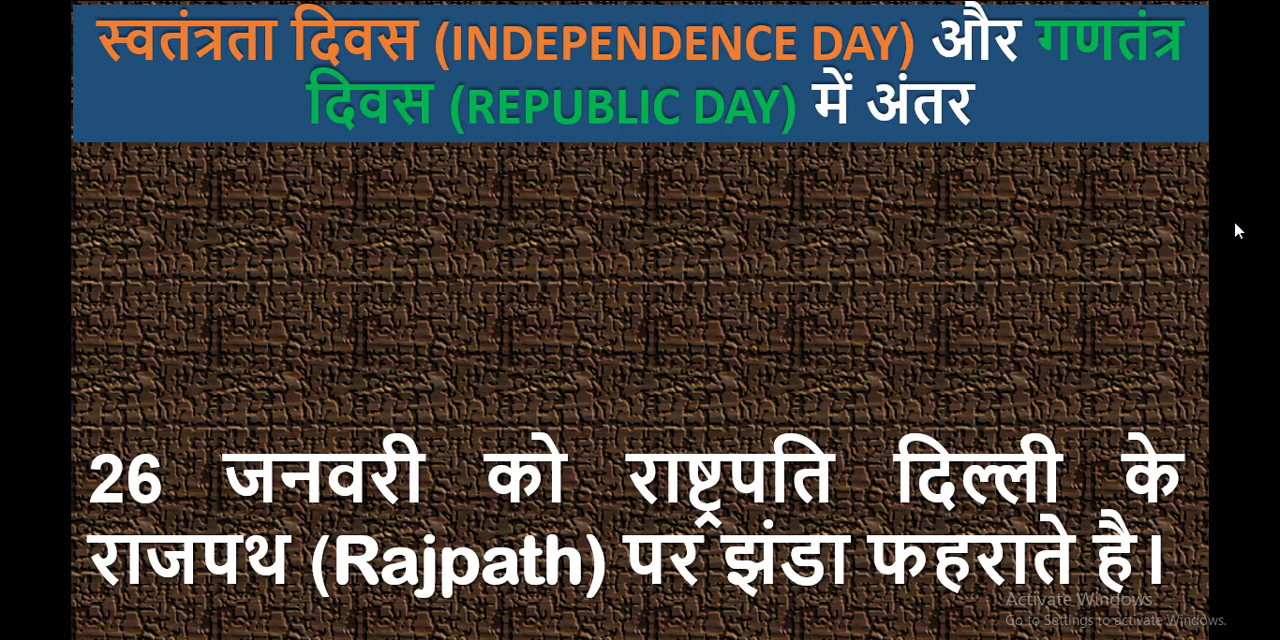 स्वतंत्रता दिवस (INDEPENDENCE DAY) और गणतंत्र
दिवस (REPUBLIC DAY) में अंतर
26 जनवरी को राष्ट्रपति दिल्ली के
राजपथ (Rajpath) पर झंडा फहराते है।
Activate Windows
Go to Settings to activate Windows.